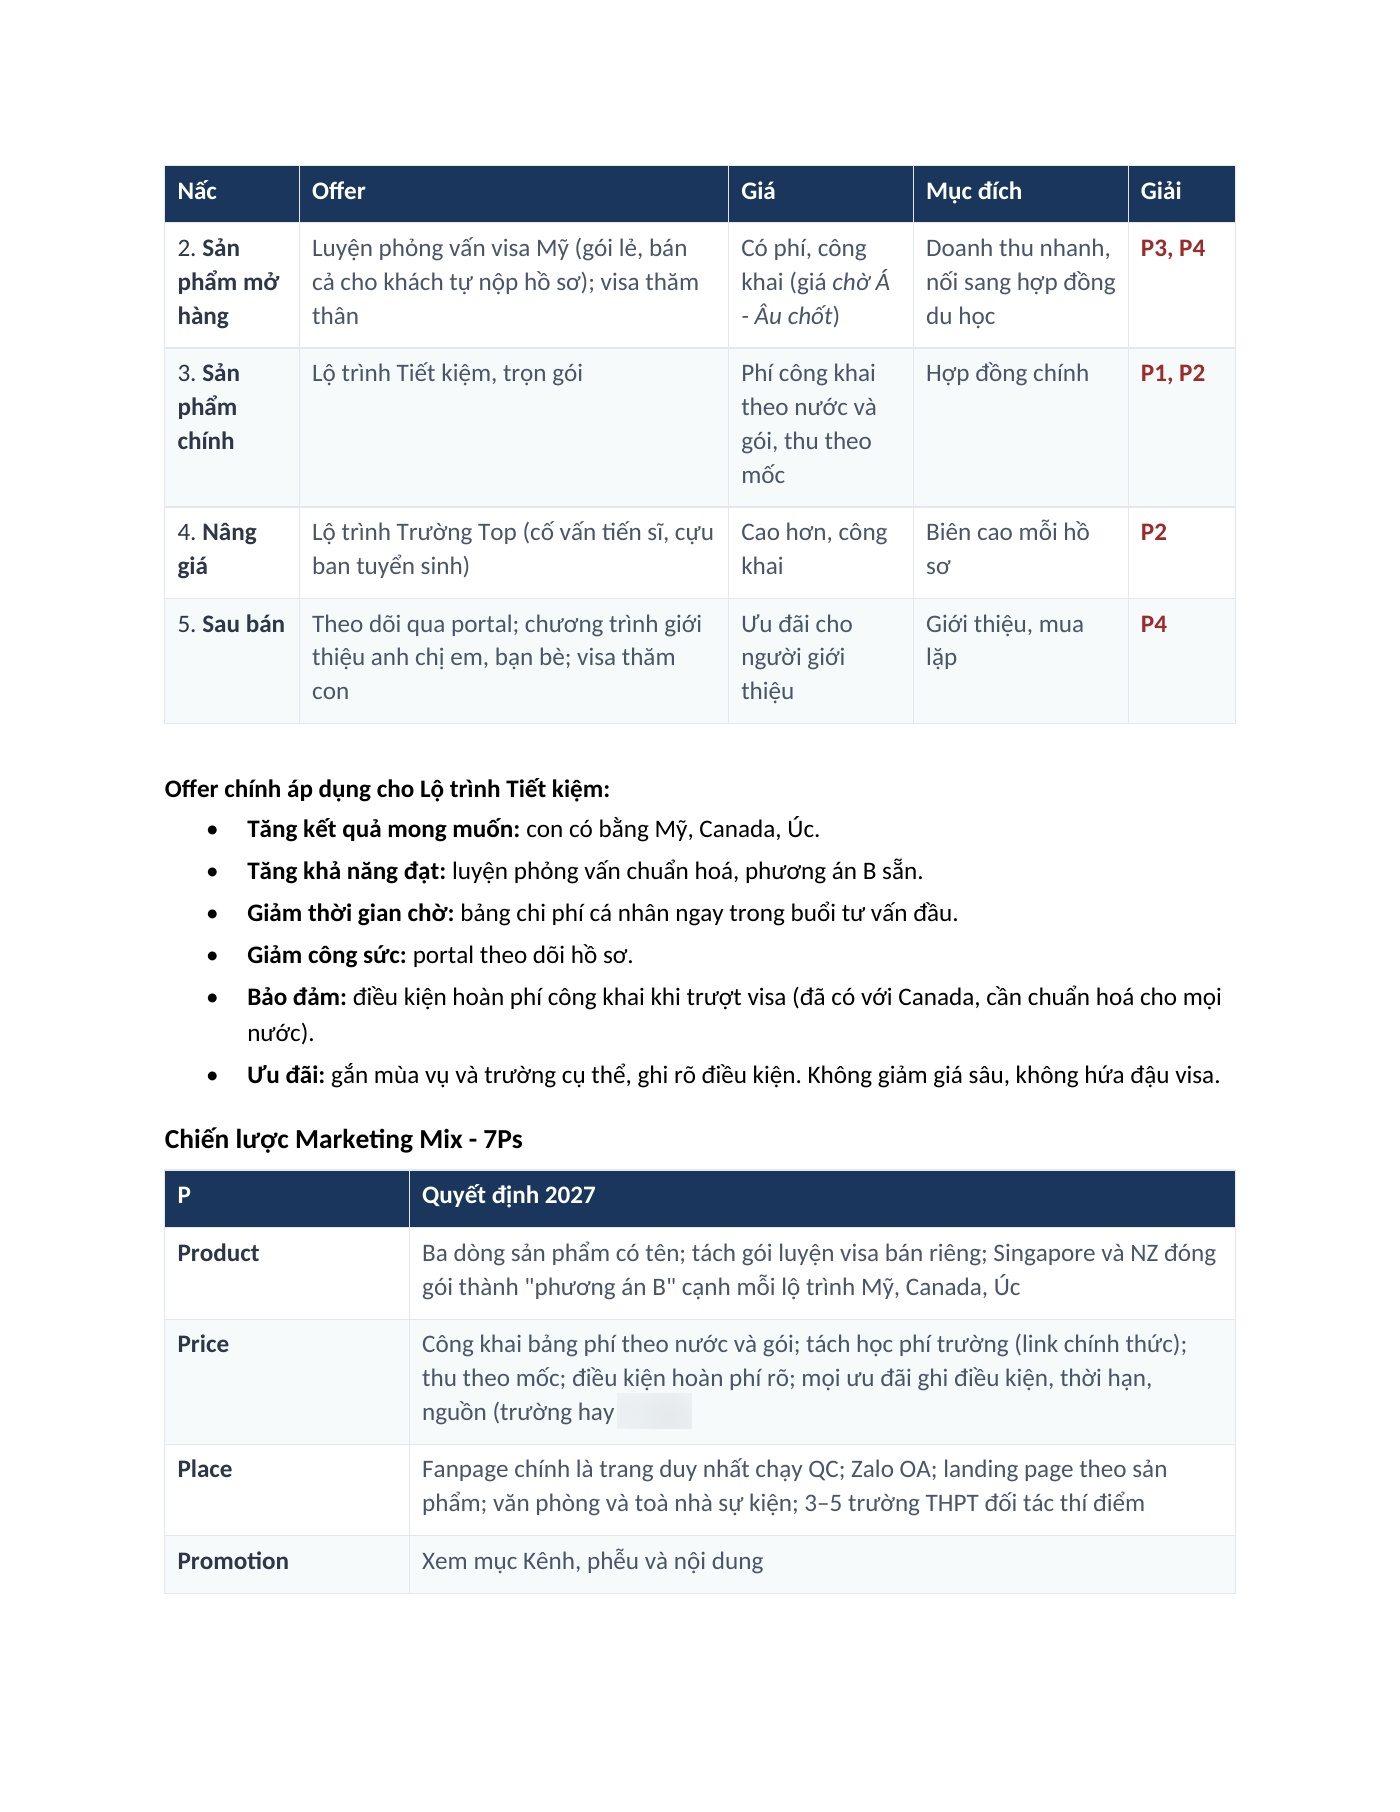 Nấc Offer Giá Mục đích Giải
2. Sản Luyện phỏng vấn visa Mỹ (gói lẻ, bán Có phí, công Doanh thu nhanh, P3, P4
phẩm mở cả cho khách tự nộp hồ sơ); visa thăm khai (giá chờ Á nối sang hợp đồng
hàng thân - Âu chốt) du học
3. Sản Lộ trình Tiết kiệm, trọn gói Phí công khai Hợp đồng chính P1, P2
phẩm theo nước và
chính gói, thu theo
mốc
4. Nâng Lộ trình Trường Top (cố vấn tiến sĩ, cựu Cao hơn, công Biên cao mỗi hồ P2
giá ban tuyển sinh) khai sơ
5. Sau bán Theo dõi qua portal; chương trình giới Ưu đãi cho Giới thiệu, mua P4
thiệu anh chị em, bạn bè; visa thăm người giới lặp
con thiệu
Offer chính áp dụng cho Lộ trình Tiết kiệm:
• Tăng kết quả mong muốn: con có bằng Mỹ, Canada, Úc.
• Tăng khả năng đạt: luyện phỏng vấn chuẩn hoá, phương án B sẵn.
• Giảm thời gian chờ: bảng chi phí cá nhân ngay trong buổi tư vấn đầu.
• Giảm công sức: portal theo dõi hồ sơ.
• Bảo đảm: điều kiện hoàn phí công khai khi trượt visa (đã có với Canada, cần chuẩn hoá cho mọi
nước).
• Ưu đãi: gắn mùa vụ và trường cụ thể, ghi rõ điều kiện. Không giảm giá sâu, không hứa đậu visa.
Chiến lược Marketing Mix - 7Ps
P Quyết định 2027
Product Ba dòng sản phẩm có tên; tách gói luyện visa bán riêng; Singapore và NZ đóng
gói thành "phương án B" cạnh mỗi lộ trình Mỹ, Canada, Úc
Price Công khai bảng phí theo nước và gói; tách học phí trường (link chính thức);
thu theo mốc; điều kiện hoàn phí rõ; mọi ưu đãi ghi điều kiện, thời hạn,
nguồn (trường hay
Place Fanpage chính là trang duy nhất chạy QC; Zalo OA; landing page theo sản
phẩm; văn phòng và toà nhà sự kiện; 3–5 trường THPT đối tác thí điểm
Promotion Xem mục Kênh, phễu và nội dung